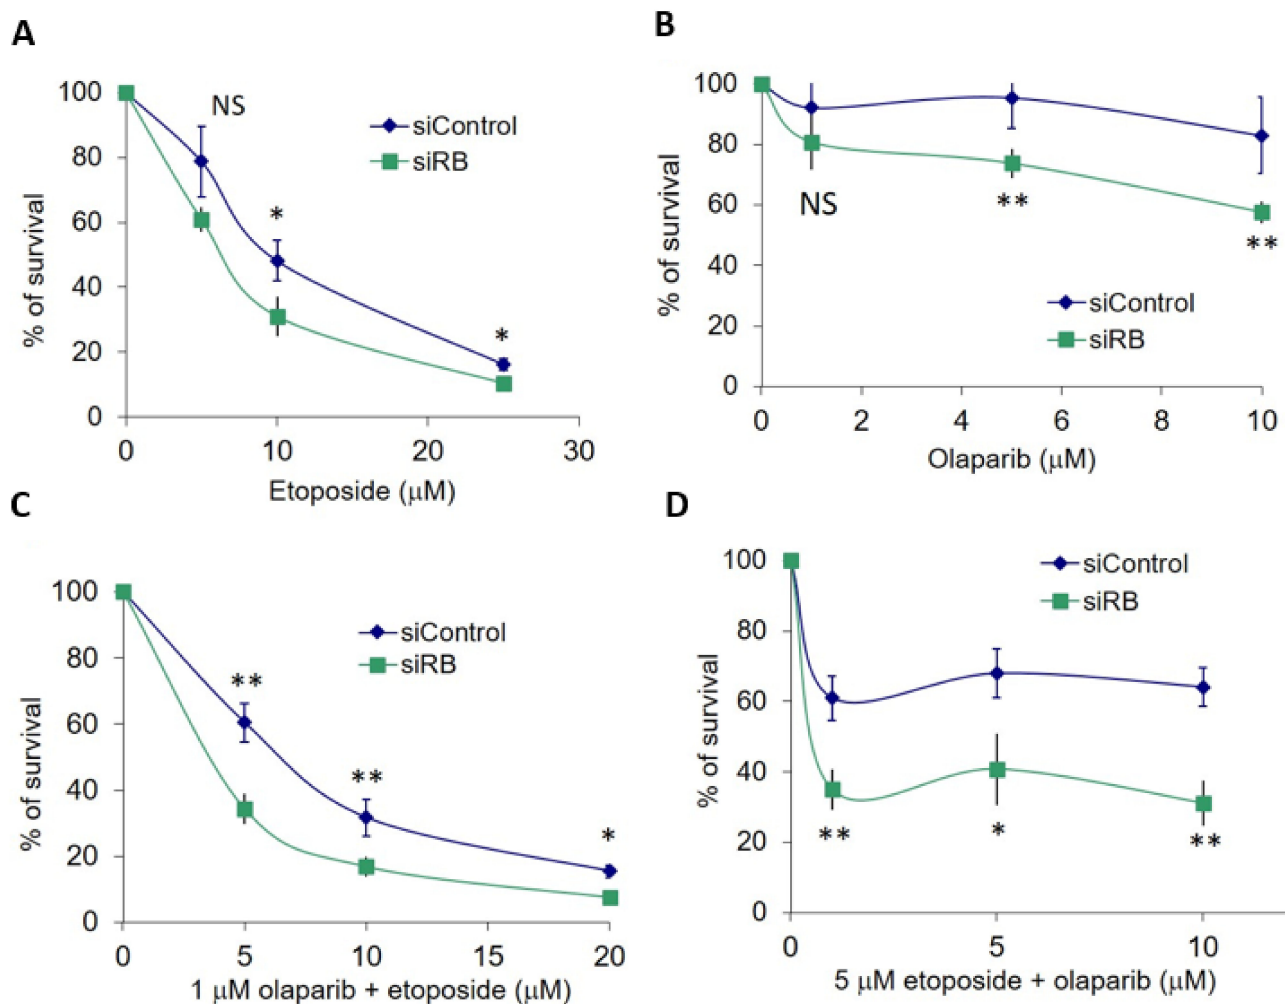 A
100
80
60
40
20
0
% of survival
NS
*
*
siControl
siRB
0
10
20
30
Etoposide (μM)
B
100
80
60
40
20
0
% of survival
NS
**
**
siControl
siRB
0
2
4
6
8
10
Olaparib (μM)
C
100
80
60
40
20
0
% of survival
**
**
*
siControl
siRB
0
5
10
15
20
1 μM olaparib + etoposide (μM)
D
100
80
60
40
20
0
% of survival
**
*
**
siControl
siRB
0
5
10
5 μM etoposide + olaparib (μM)